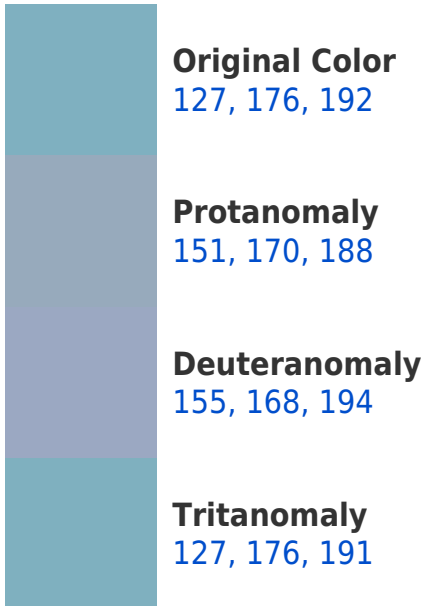 Original Color
127, 176, 192
Protanomaly
151, 170, 188
Deuteranomaly
155, 168, 194
Tritanomaly
127, 176, 191